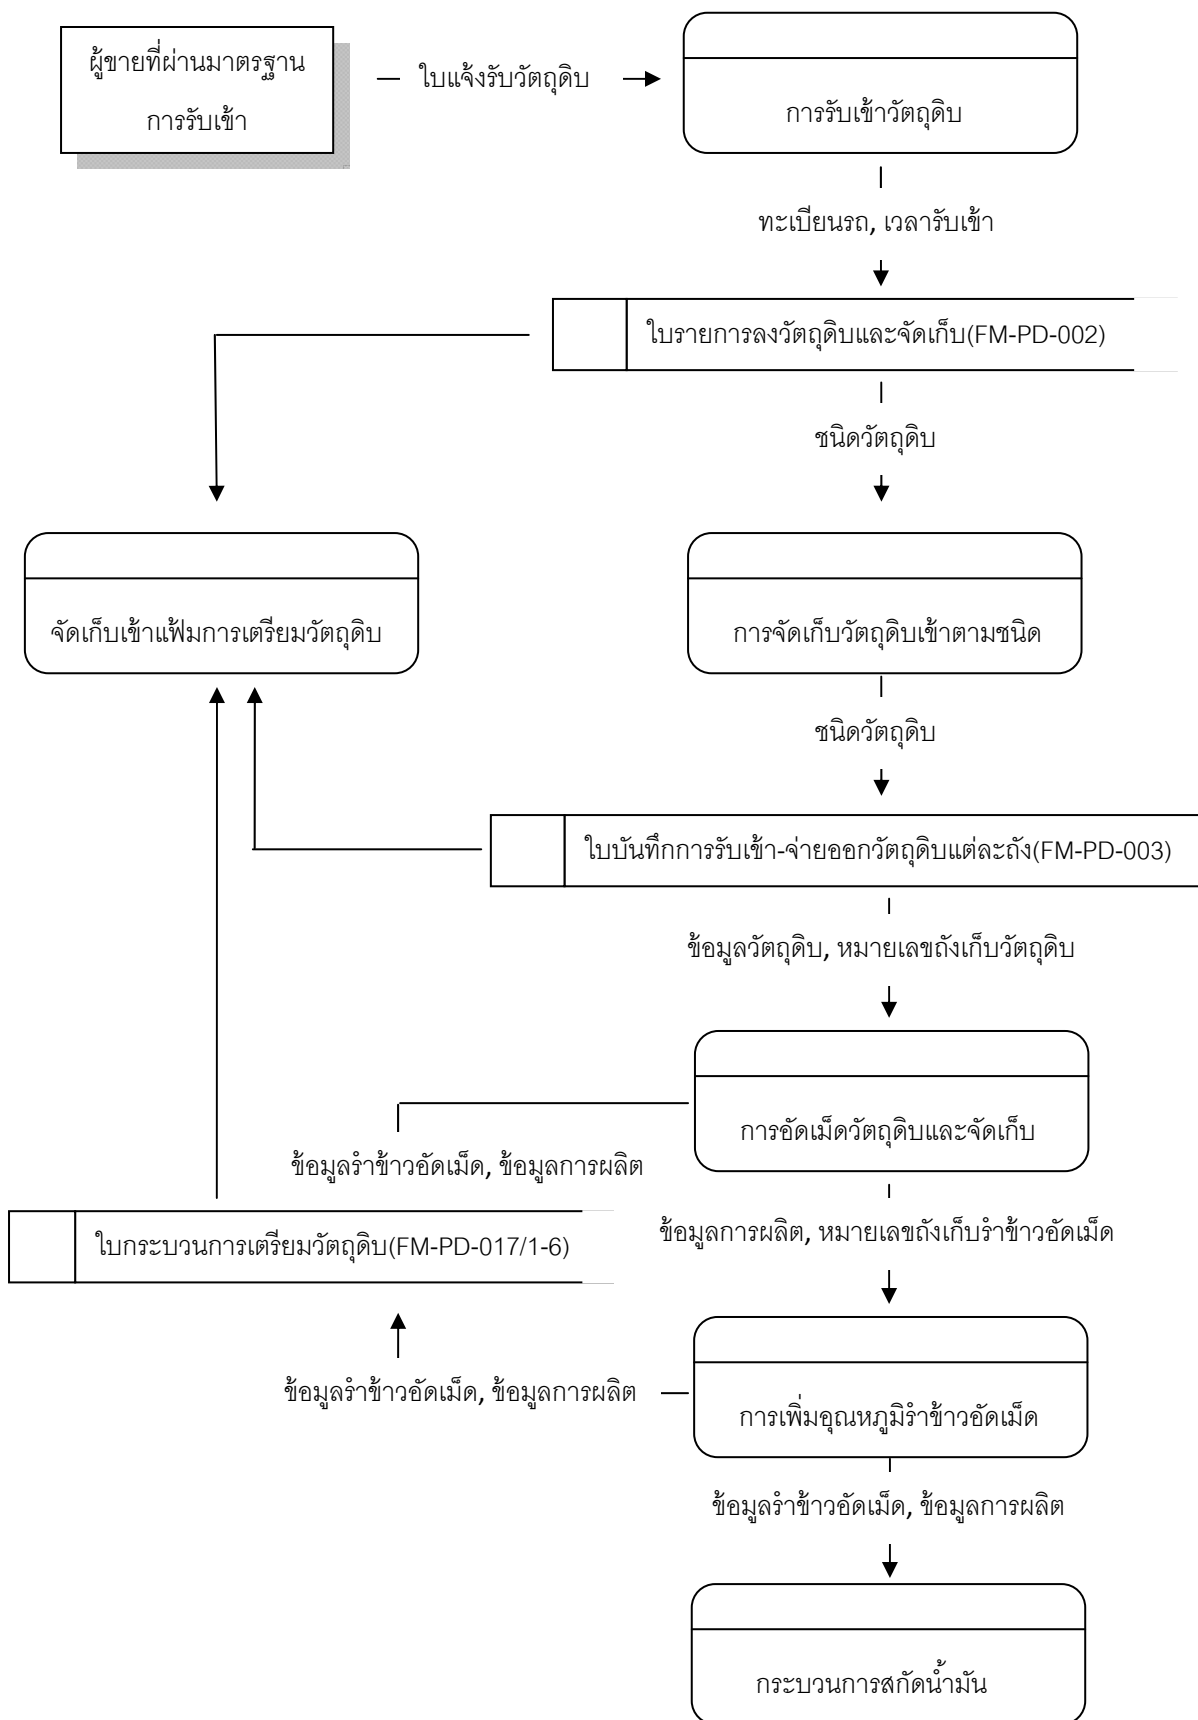 ผู้ขายที่ผ่านมาตรฐาน
การรับเข้า
ใบแจ้งรับวัตถุดิบ
การรับเข้าวัตถุดิบ
ทะเบียนรถ, เวลารับเข้า
ใบรายการลงวัตถุดิบและจัดเก็บ(FM-PD-002)
ชนิดวัตถุดิบ
จัดเก็บเข้าแฟ้มการเตรียมวัตถุดิบ
การจัดเก็บวัตถุดิบเข้าตามชนิด
ชนิดวัตถุดิบ
ใบบันทึกการรับเข้า-จ่ายออกวัตถุดิบแต่ละถัง(FM-PD-003)
ข้อมูลวัตถุดิบ, หมายเลขถังเก็บวัตถุดิบ
การอัดเม็ดวัตถุดิบและจัดเก็บ
ข้อมูลรำข้าวอัดเม็ด, ข้อมูลการผลิต
ข้อมูลการผลิต, หมายเลขถังเก็บรำข้าวอัดเม็ด
ใบกระบวนการเตรียมวัตถุดิบ(FM-PD-017/1-6)
ข้อมูลรำข้าวอัดเม็ด, ข้อมูลการผลิต
การเพิ่มอุณหภูมิรำข้าวอัดเม็ด
ข้อมูลรำข้าวอัดเม็ด, ข้อมูลการผลิต
กระบวนการสกัดน้ำมัน